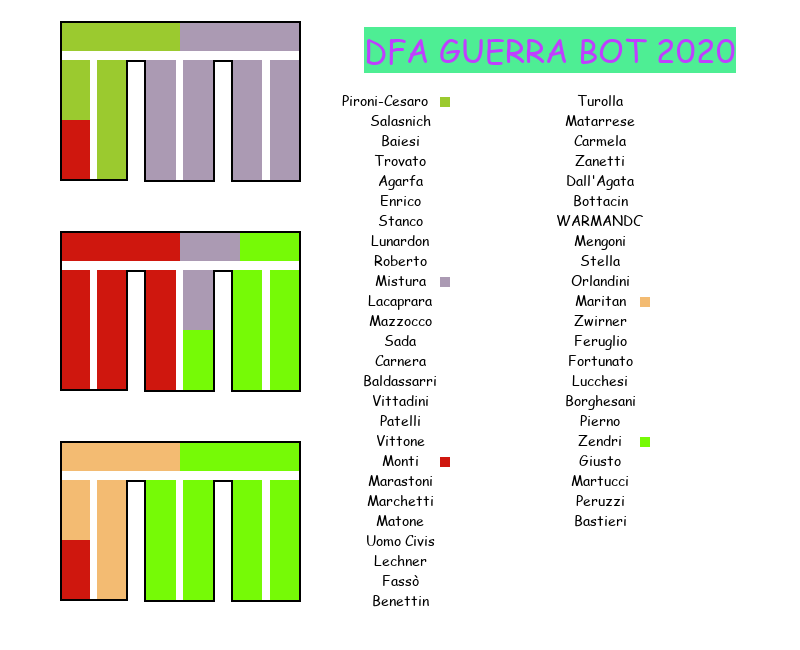 DFA GUERRA BOT 2020
Pironi-Cesaro
Salasnich
Baiesi
Trovato
Agarfa
Enrico
Stanco
Lunardon
Roberto
Mistura
Lacaprara
Mazzocco
Sada
Carnera
Baldassarri
Vittadini
Patelli
Vittone
Monti
Marastoni
Marchetti
Matone
Uomo Civis
Lechner
Fassò
Benettin
Turolla
Matarrese
Carmela
Zanetti
Dall'Agata
Bottacin
WARMANDC
Mengoni
Stella
Orlandini
Maritan
Zwirner
Feruglio
Fortunato
Lucchesi
Borghesani
Pierno
Zendri
Giusto
Martucci
Peruzzi
Bastieri